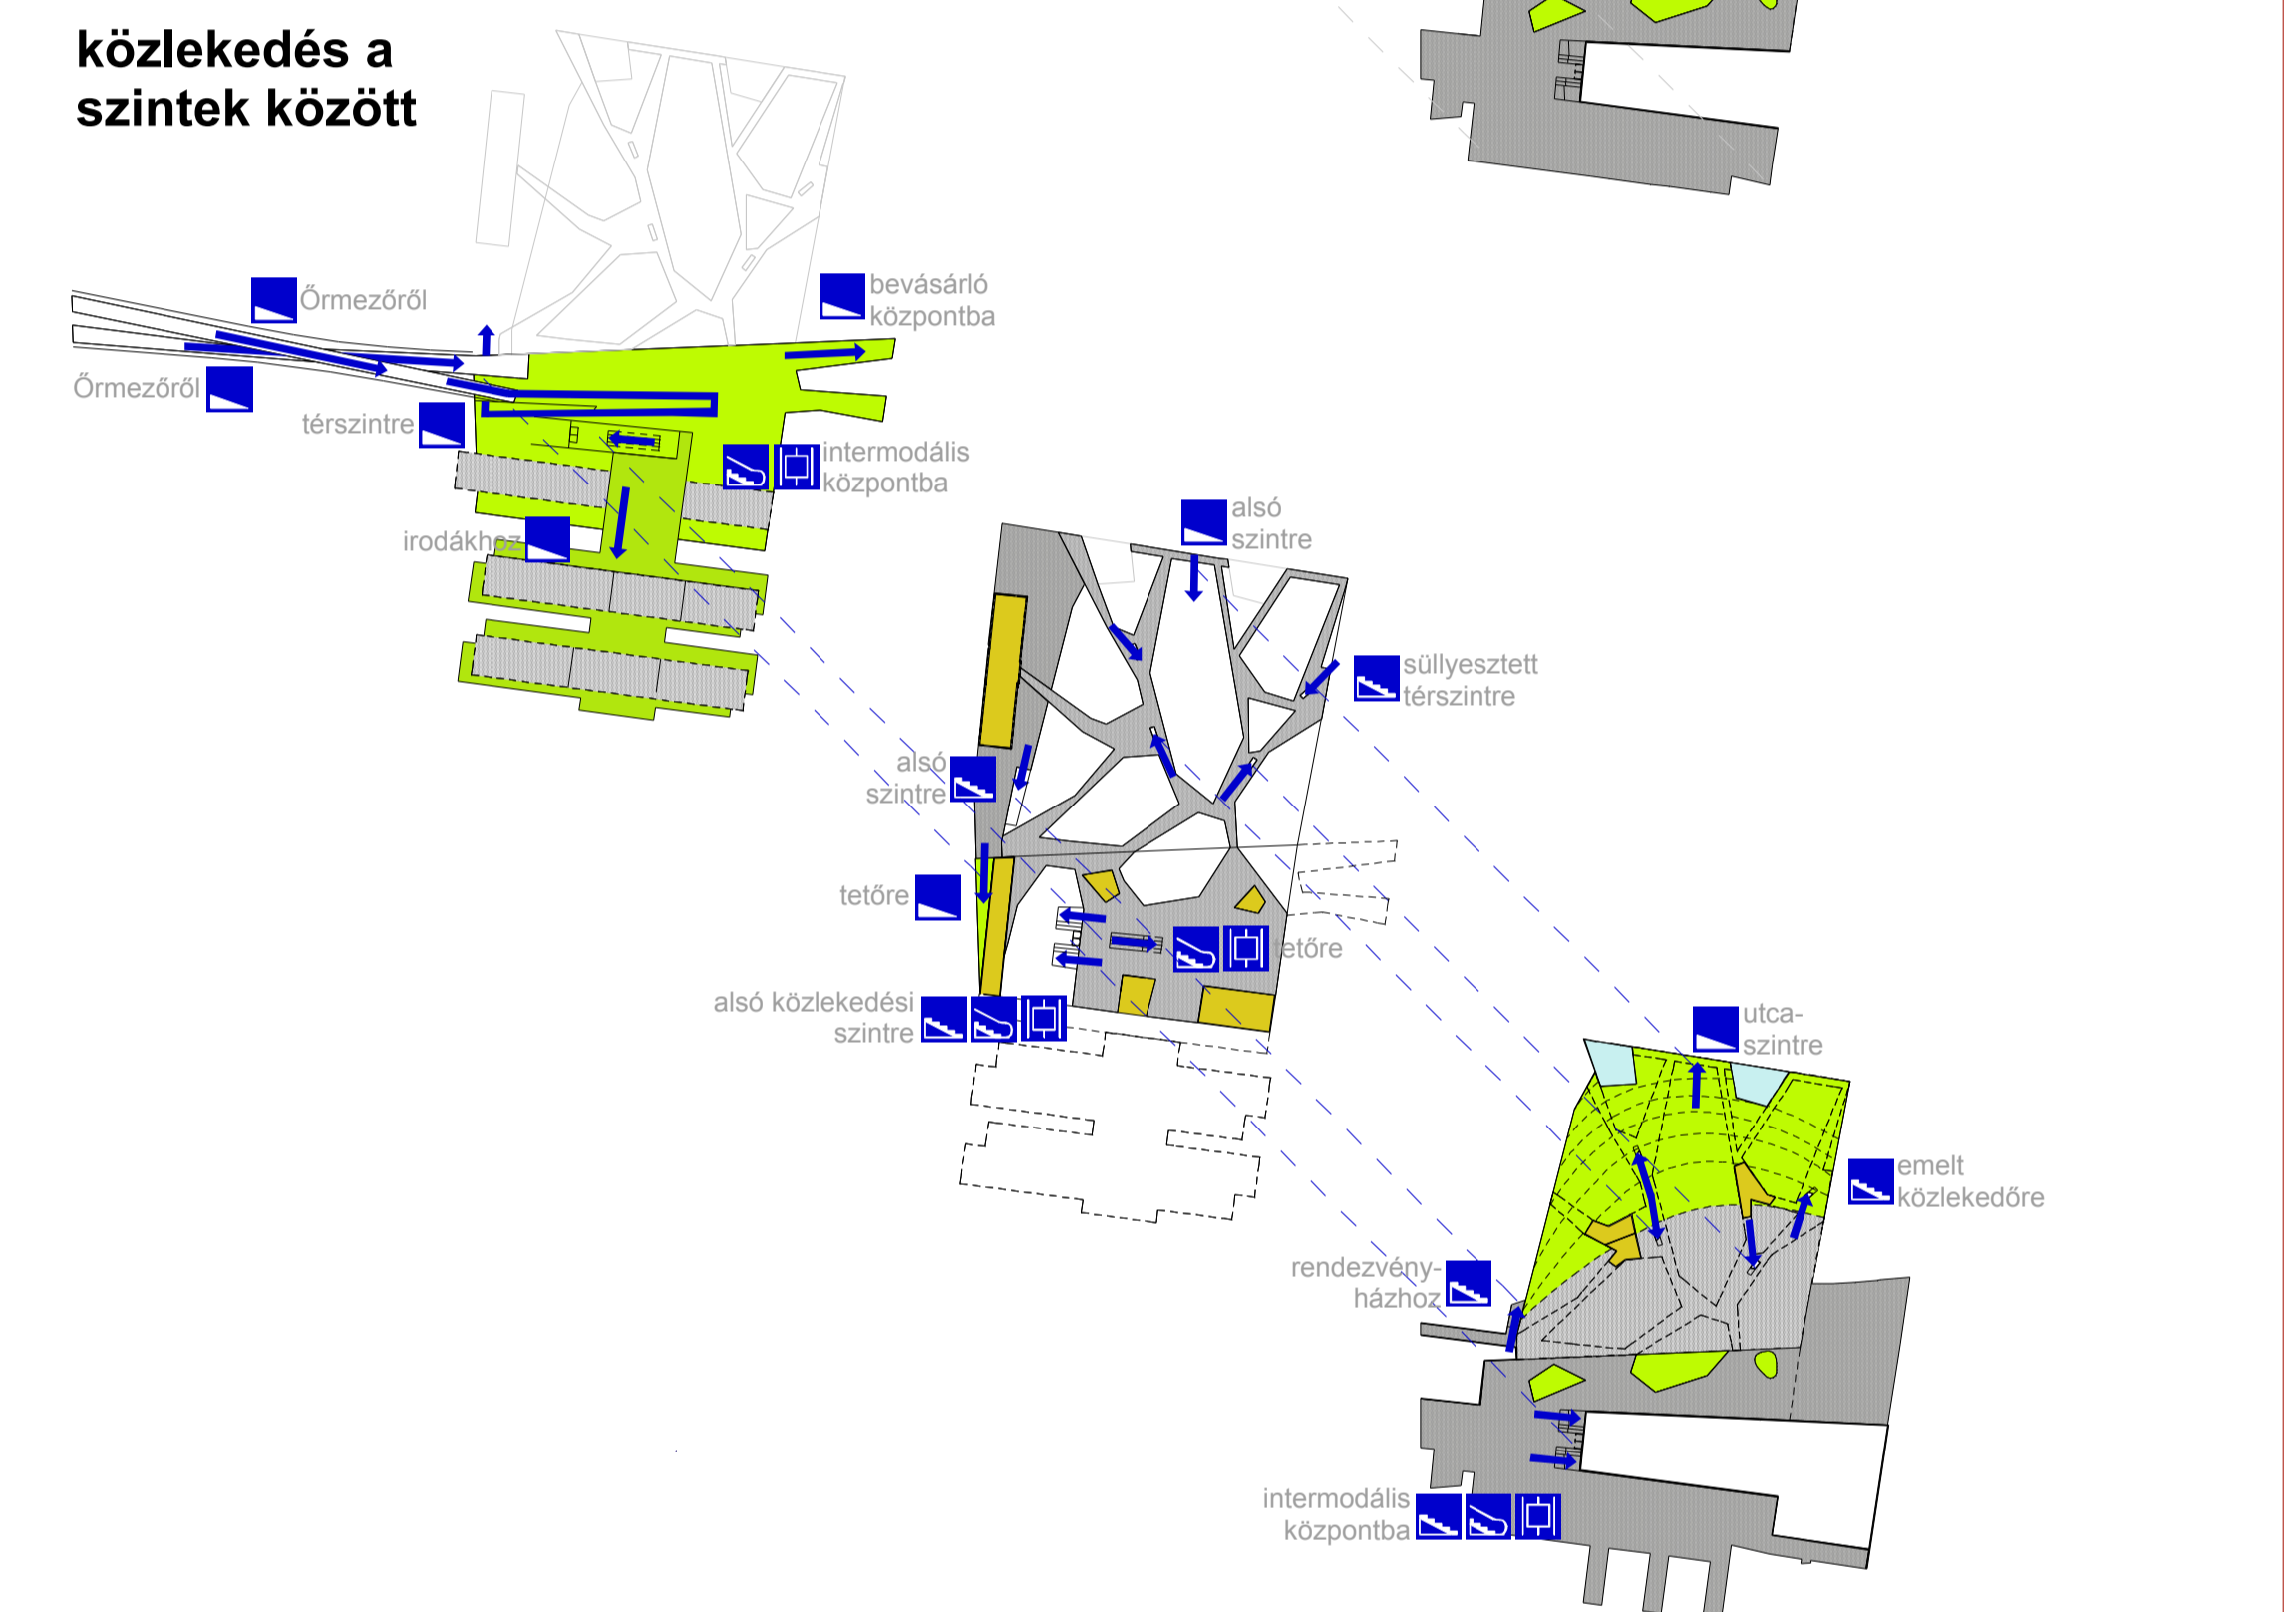 közlekedés a
szintek között
Őrmezőről
bevásárló
központba
Őrmezőről
térszintre
intermodális
központba
irodákhoz
alsó
szintre
süllyesztett
térszintre
alsó
szintre
tetőre
tetőre
alsó közlekedési
szintre
utca-
szintre
emelt
közlekedőre
rendezvény-
házhoz
intermodális
központba